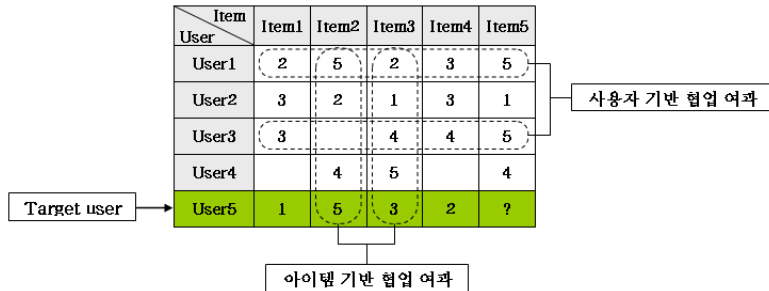 Item
User
Item1 Item2 Item3 Item4 Item5
User1 2 5 2 3 5
User2 3 2 1 3 1
사용자 기반 협업 여과
User3 3 4 4 5
User4 4 5 4
Target user
User5 1 5 3 2 ?
아이템 기반 협업 여과